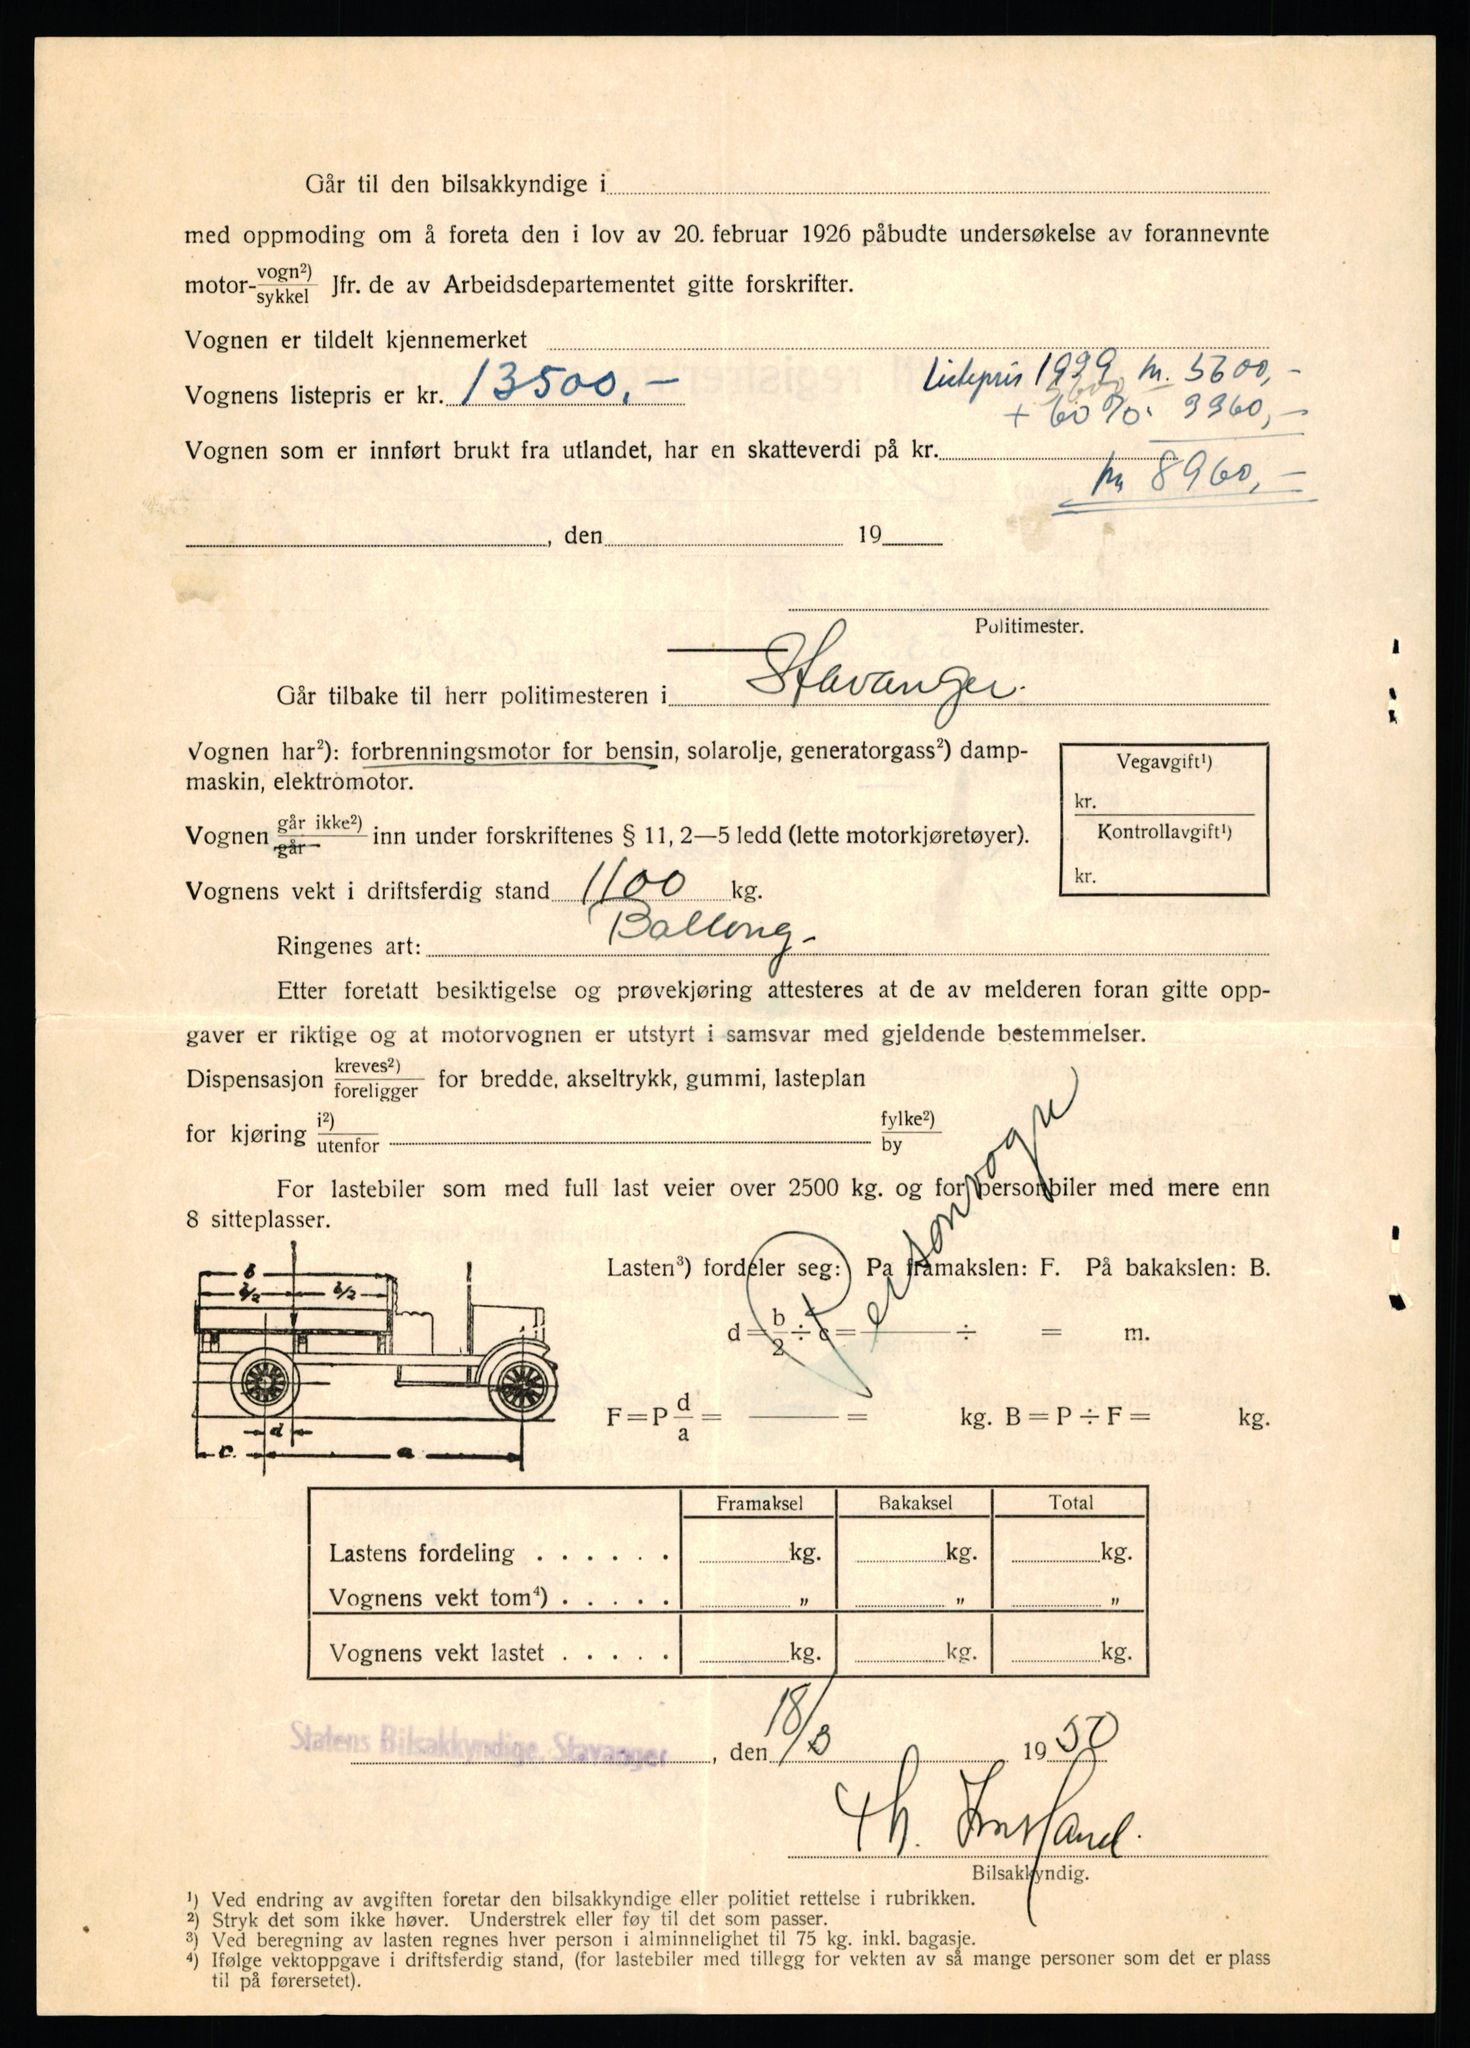 Går til den bilsakkyndige i
med oppmoding om å foreta den i lov av 20. februar 1926 påbudte undersøkelse av forannevnte
motor- vogn²) / sykkel Jfr. de av Arbeidsdepartementet gitte forskrifter.
Vognen er tildelt kjennemerket
Listepris 1939 kr. 5600,-
Vognens listepris er kr. 13500,-
+ 60 % 3360,-
Vognen som er innført brukt fra utlandet, har en skatteverdi på kr.
kr 8960,-
, den 19
Politimester.
Går tilbake til herr politimesteren i Stavanger.
Vognen har²): forbrenningsmotor for bensin, solarolje, generatorgass²) damp-
maskin, elektromotor.
Vegavgift¹)
kr.
Kontrollavgift¹)
kr.
Vognen går ikke²) / går inn under forskriftenes § 11, 2—5 ledd (lette motorkjøretøyer).
Vognens vekt i driftsferdig stand 1100 kg.
Ringenes art: Ballong-
Etter foretatt besiktigelse og prøvekjøring attesteres at de av melderen foran gitte opp-
gaver er riktige og at motorvognen er utstyrt i samsvar med gjeldende bestemmelser.
Dispensasjon kreves²) / foreligger for bredde, akseltrykk, gummi, lasteplan
for kjøring i²) / utenfor fylke²) / by
For lastebiler som med full last veier over 2500 kg. og for personbiler med mere enn
8 sitteplasser.
Personvogn
Lasten³) fordeler seg: Pa framakslen: F. På bakakslen: B.
b
b/2 b/2
d = b/2 ÷ c = ÷ = m.
F = P d/a = = kg. B = P ÷ F = kg.
d
c. a
Framaksel Bakaksel Total
Lastens fordeling . . . . . . kg. kg. kg.
Vognens vekt tom⁴) . . . . . „ „ „
Vognens vekt lastet . . . . . kg. kg. kg.
Statens Bilsakkyndige, Stavanger, den 18/3 1950
Bilsakkyndig.
¹) Ved endring av avgiften foretar den bilsakkyndige eller politiet rettelse i rubrikken.
²) Stryk det som ikke høver. Understrek eller føy til det som passer.
³) Ved beregning av lasten regnes hver person i alminnelighet til 75 kg. inkl. bagasje.
⁴) Ifølge vektoppgave i driftsferdig stand, (for lastebiler med tillegg for vekten av så mange personer som det er plass
til på førersetet).